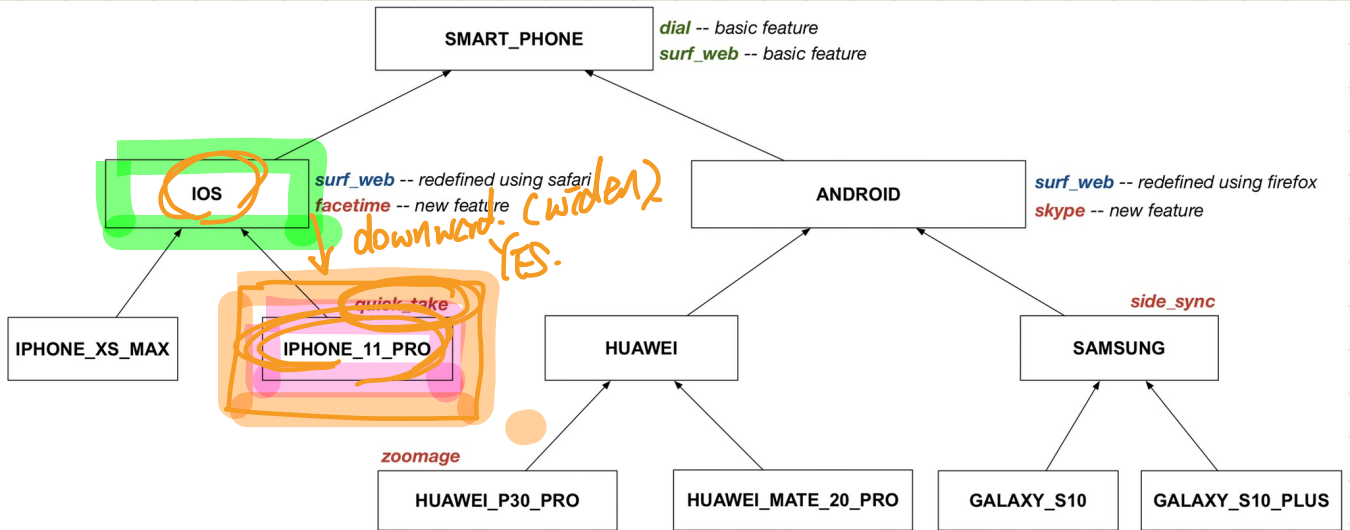 SMART_PHONE
dial -- basic feature
surf_web -- basic feature
IOS
surf_web -- redefined using safari
facetime -- new feature
downward. (widen)
YES.
ANDROID
surf_web -- redefined using firefox
skype -- new feature
quick_take
side_sync
IPHONE_XS_MAX
IPHONE_11_PRO
HUAWEI
SAMSUNG
zoomage
HUAWEI_P30_PRO
HUAWEI_MATE_20_PRO
GALAXY_S10
GALAXY_S10_PLUS